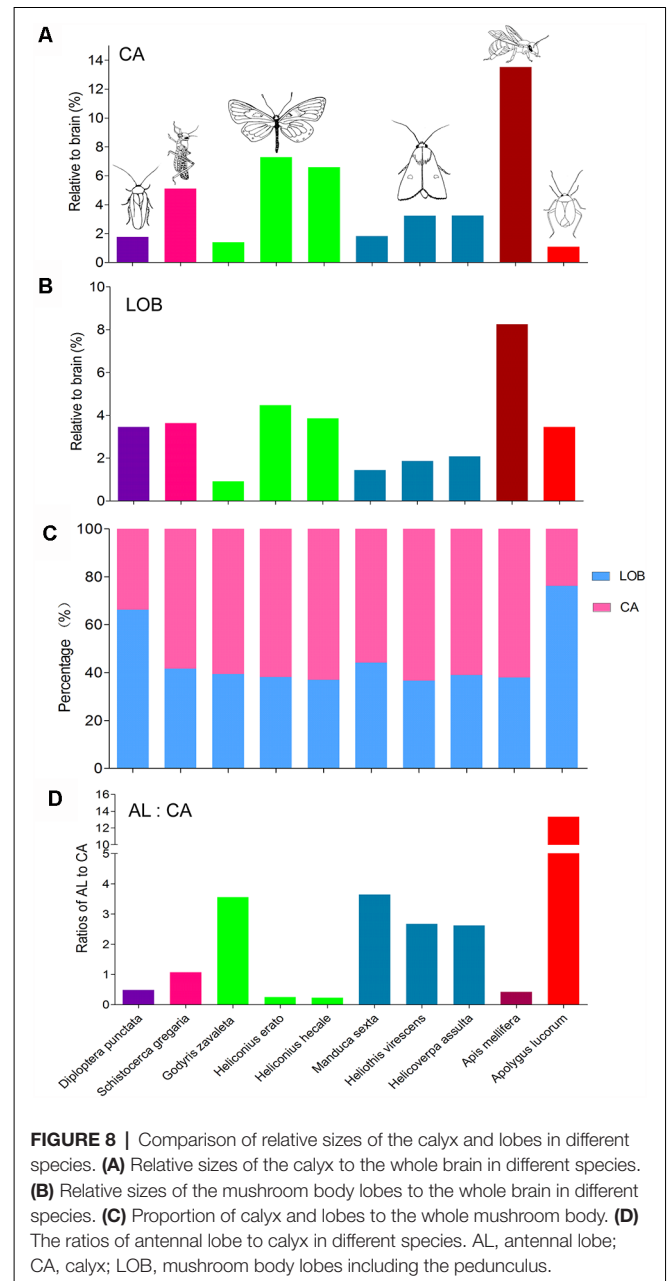 A
CA
Relative to brain (%)
14
12
10
8
6
4
2
0
B
LOB
Relative to brain (%)
10
8
6
4
2
0
C
Percentage (%)
100
80
60
40
20
0
LOB
CA
D
AL : CA
Ratios of AL to CA
16
14
12
10
5
4
3
2
1
0
Diploptera punctata
Schistocerca gregaria
Godyris zavaleta
Heliconius erato
Heliconius hecale
Manduca sexta
Heliothis virescens
Helicoverpa assulta
Apis mellifera
Apolygus lucorum
FIGURE 8 | Comparison of relative sizes of the calyx and lobes in different
species. (A) Relative sizes of the calyx to the whole brain in different species.
(B) Relative sizes of the mushroom body lobes to the whole brain in different
species. (C) Proportion of calyx and lobes to the whole mushroom body. (D)
The ratios of antennal lobe to calyx in different species. AL, antennal lobe;
CA, calyx; LOB, mushroom body lobes including the pedunculus.